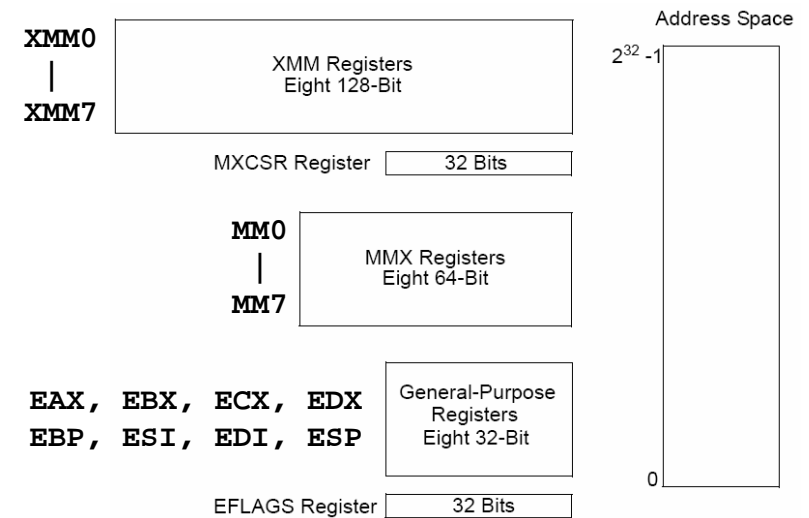 Address Space
XMM0
|
XMM7
XMM Registers
Eight 128-Bit
2³² -1
MXCSR Register
32 Bits
MM0
|
MM7
MMX Registers
Eight 64-Bit
EAX, EBX, ECX, EDX
EBP, ESI, EDI, ESP
General-Purpose
Registers
Eight 32-Bit
0
EFLAGS Register
32 Bits